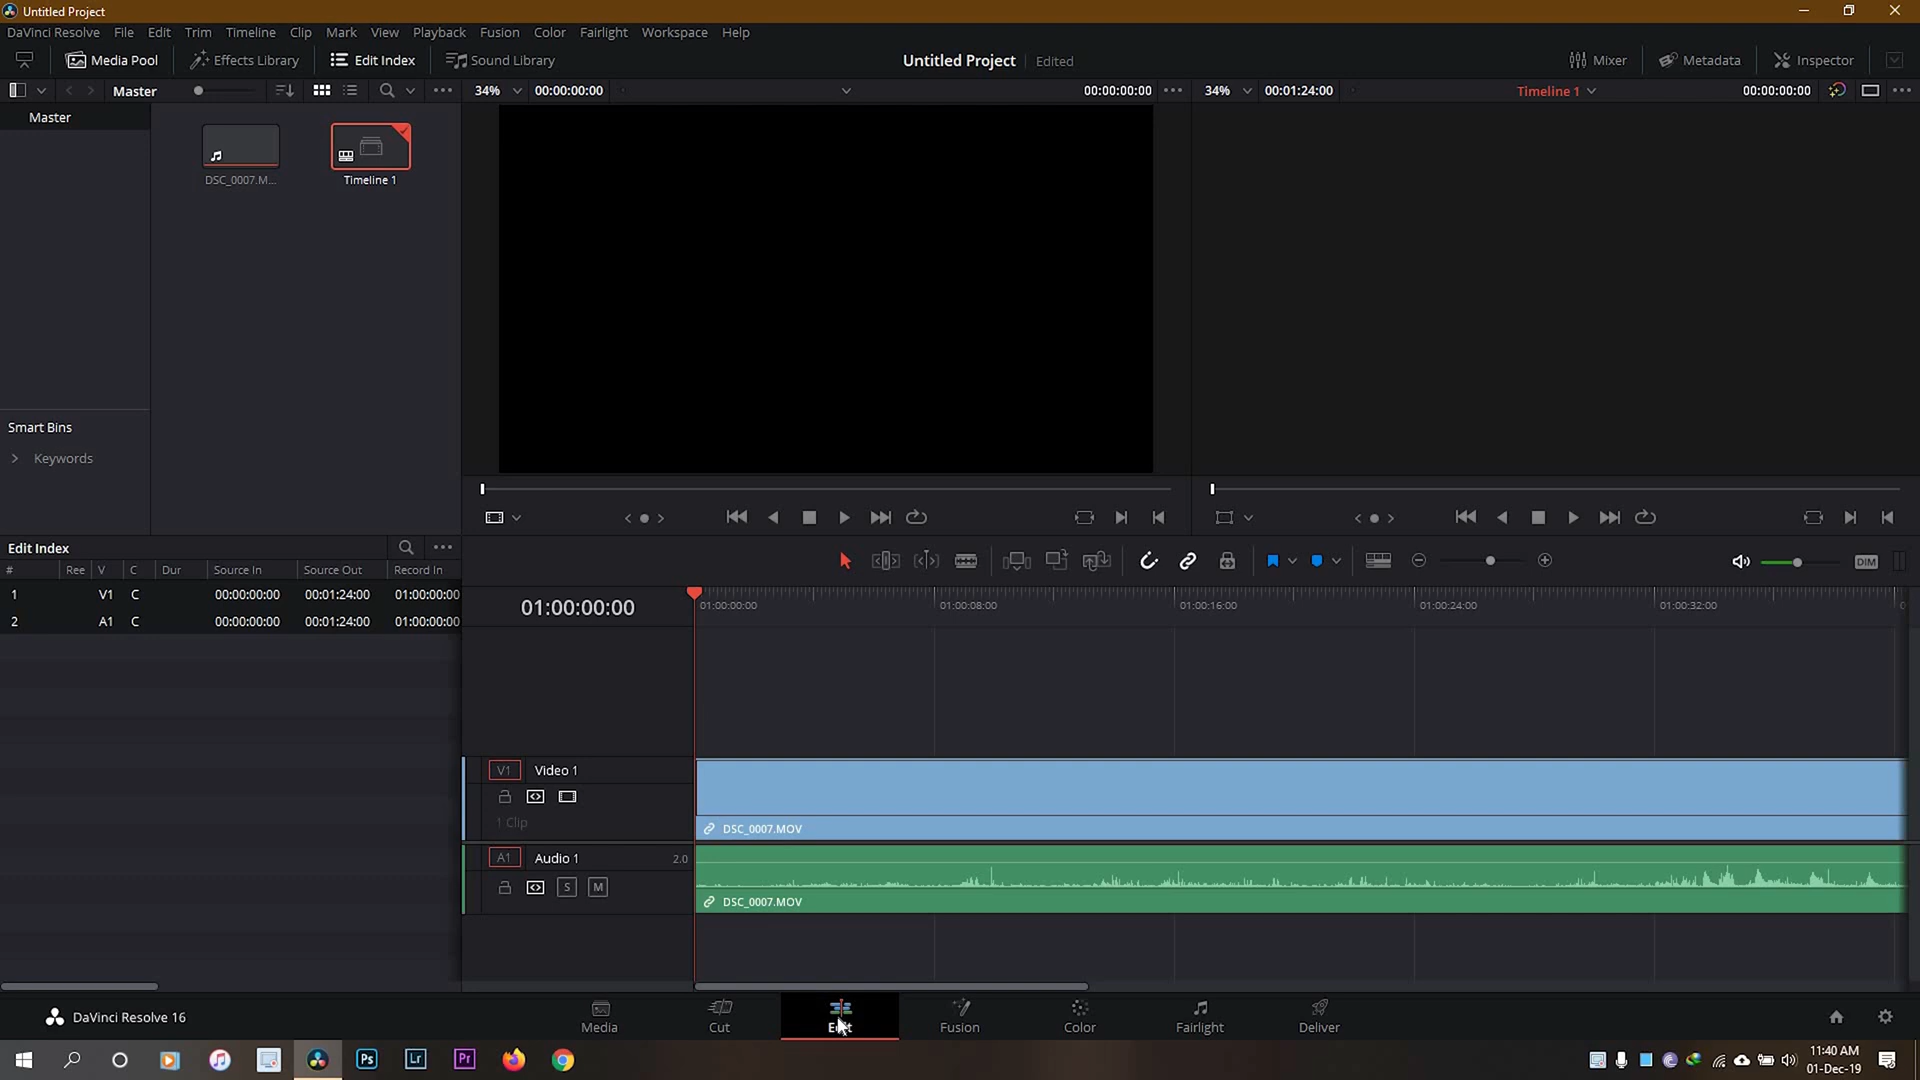 Untitled Project
DaVinci Resolve File Edit Trim Timeline Clip Mark View Playback Fusion Color Fairlight Workspace Help
Media Pool Effects Library Edit Index Sound Library Untitled Project Edited Mixer Metadata Inspector
Master 34% 00:00:00:00 00:00:00:00 34% 00:01:24:00 Timeline 1 00:00:00:00
Master
DSC_0007.M... Timeline 1
Smart Bins
Keywords
Edit Index
# Ree V C Dur Source In Source Out Record In
1 V1 C 00:00:00:00 00:01:24:00 01:00:00:00
2 A1 C 00:00:00:00 00:01:24:00 01:00:00:00
DIM
01:00:00:00 01:00:00:00 01:00:08:00 01:00:16:00 01:00:24:00 01:00:32:00
V1 Video 1
1 Clip
DSC_0007.MOV
A1 Audio 1 2.0
S M
DSC_0007.MOV
DaVinci Resolve 16 Media Cut Edit Fusion Color Fairlight Deliver
Ps Lr Pr
11:40 AM
01-Dec-19